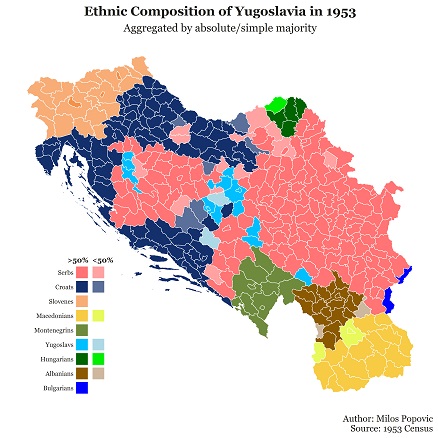 Ethnic Composition of Yugoslavia in 1953
Aggregated by absolute/simple majority
>50% <50%
Serbs
Croats
Slovenes
Macedonians
Montenegrins
Yugoslavs
Hungarians
Albanians
Bulgarians
Author: Milos Popovic
Source: 1953 Census